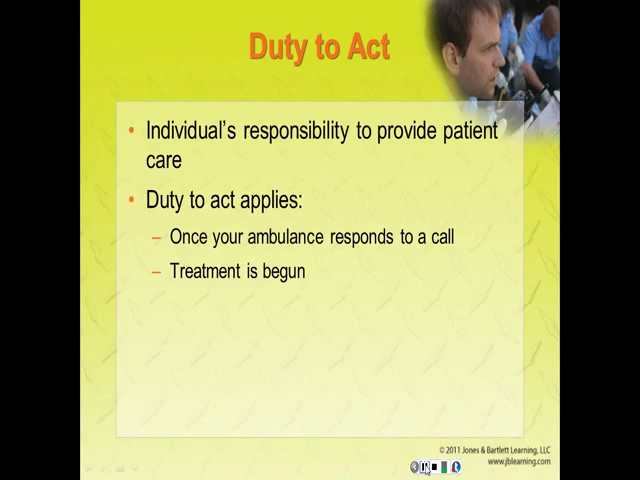 Duty to Act
• Individual's responsibility to provide patient
care
• Duty to act applies:
– Once your ambulance responds to a call
– Treatment is begun
© 2011 Jones & Bartlett Learning, LLC
www.jblearning.com